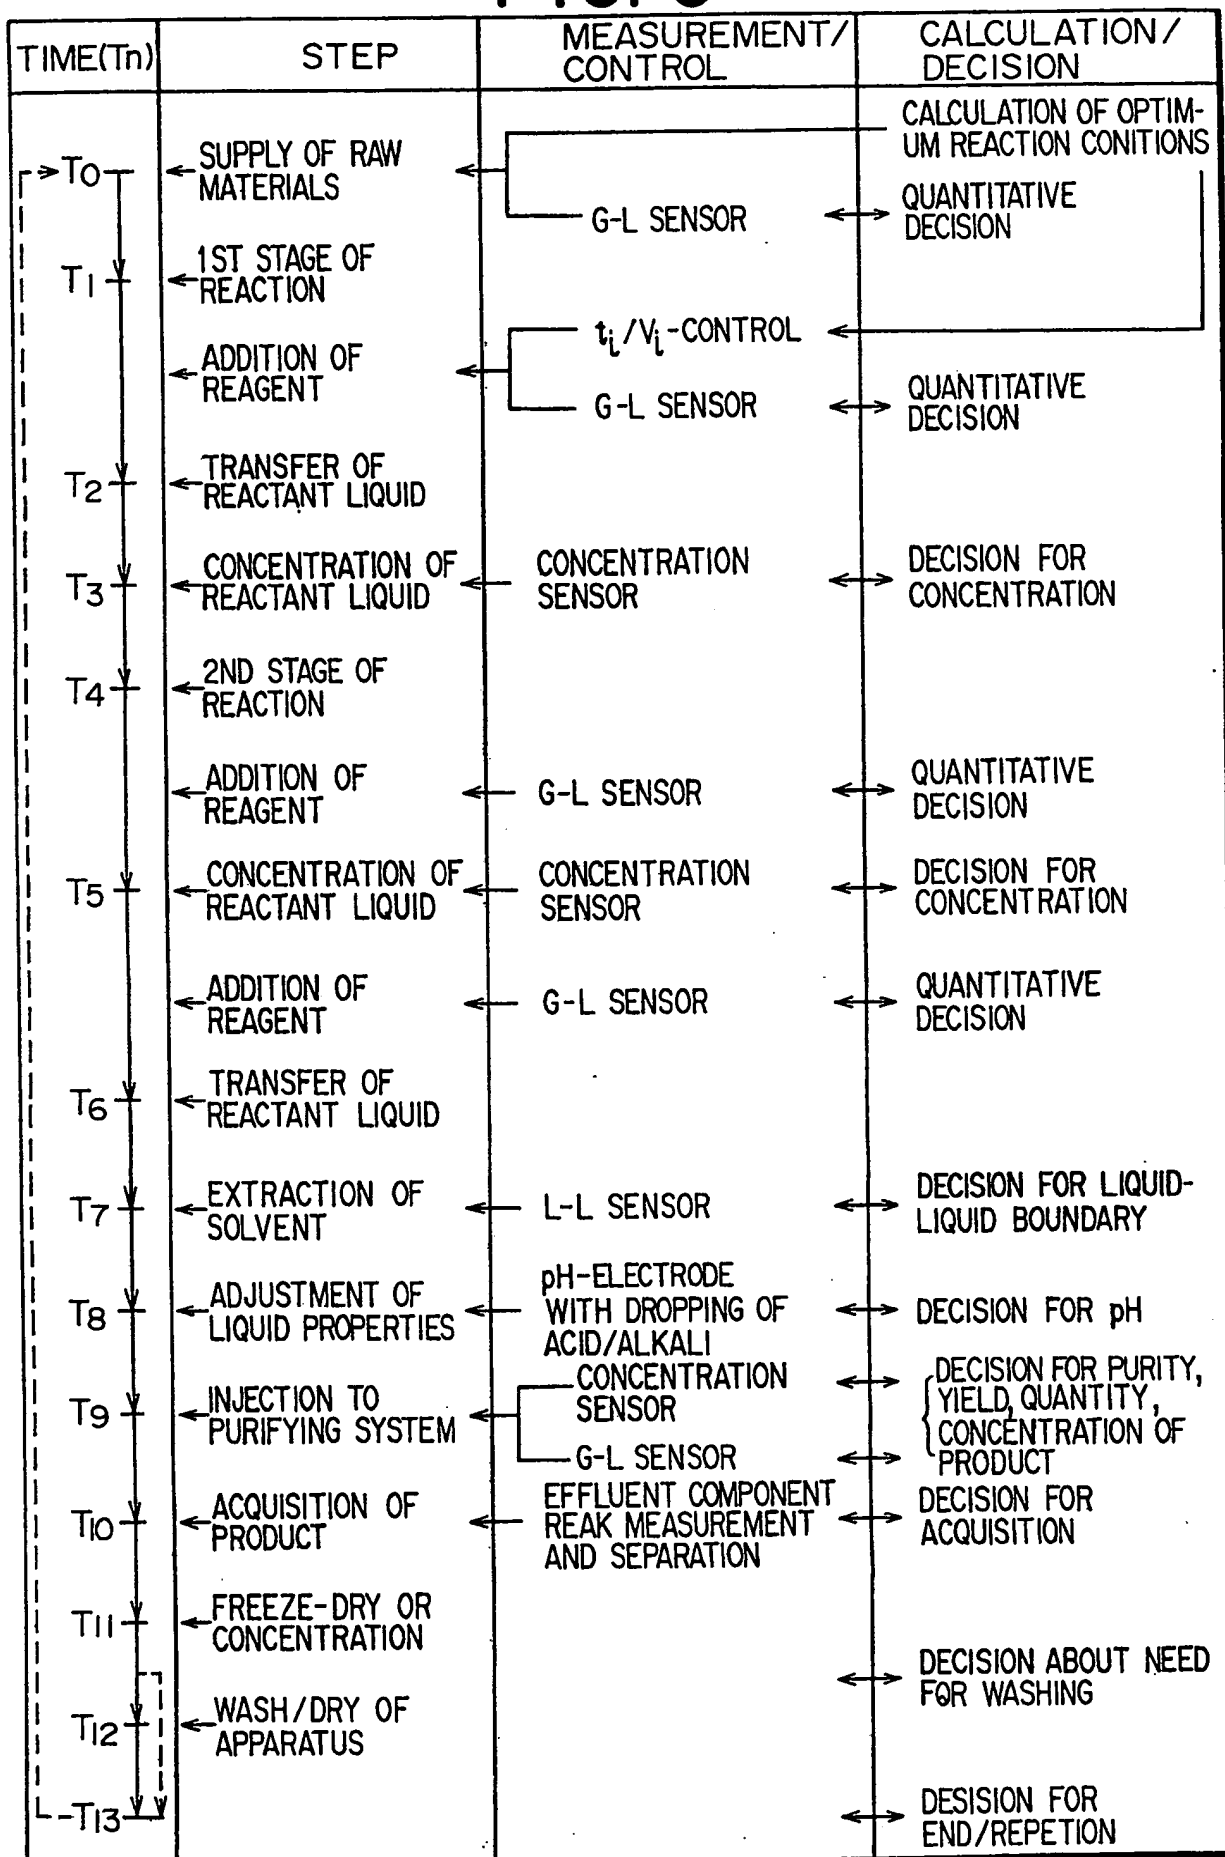 TIME(Tn)
STEP
MEASUREMENT/
CONTROL
CALCULATION/
DECISION
CALCULATION OF OPTIM-
UM REACTION CONITIONS
T0
SUPPLY OF RAW
MATERIALS
G-L SENSOR
QUANTITATIVE
DECISION
T1
1ST STAGE OF
REACTION
ti/Vi-CONTROL
ADDITION OF
REAGENT
G-L SENSOR
QUANTITATIVE
DECISION
T2
TRANSFER OF
REACTANT LIQUID
T3
CONCENTRATION OF
REACTANT LIQUID
CONCENTRATION
SENSOR
DECISION FOR
CONCENTRATION
T4
2ND STAGE OF
REACTION
ADDITION OF
REAGENT
G-L SENSOR
QUANTITATIVE
DECISION
T5
CONCENTRATION OF
REACTANT LIQUID
CONCENTRATION
SENSOR
DECISION FOR
CONCENTRATION
ADDITION OF
REAGENT
G-L SENSOR
QUANTITATIVE
DECISION
T6
TRANSFER OF
REACTANT LIQUID
T7
EXTRACTION OF
SOLVENT
L-L SENSOR
DECISION FOR LIQUID-
LIQUID BOUNDARY
T8
ADJUSTMENT OF
LIQUID PROPERTIES
pH-ELECTRODE
WITH DROPPING OF
ACID/ALKALI
DECISION FOR pH
T9
INJECTION TO
PURIFYING SYSTEM
CONCENTRATION
SENSOR
G-L SENSOR
DECISION FOR PURITY,
YIELD, QUANTITY,
CONCENTRATION OF
PRODUCT
T10
ACQUISITION OF
PRODUCT
EFFLUENT COMPONENT
REAK MEASUREMENT
AND SEPARATION
DECISION FOR
ACQUISITION
T11
FREEZE-DRY OR
CONCENTRATION
DECISION ABOUT NEED
FOR WASHING
T12
WASH/DRY OF
APPARATUS
T13
DESISION FOR
END/REPETION